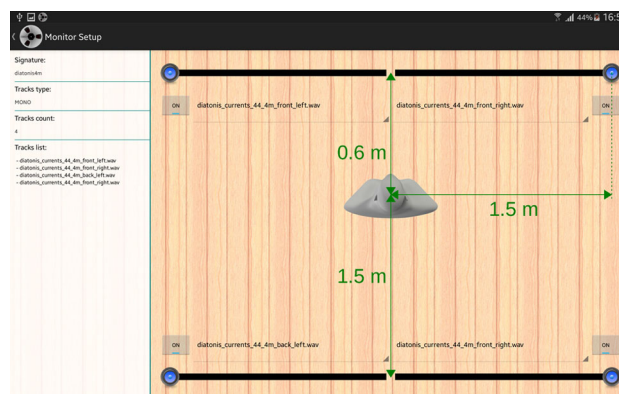 44% 16:5
Monitor Setup
Signature:
diatonis4m
Tracks type:
MONO
Tracks count:
4
Tracks list:
- diatonis_currents_44_4m_front_left.wav
- diatonis_currents_44_4m_front_right.wav
- diatonis_currents_44_4m_back_left.wav
- diatonis_currents_44_4m_front_right.wav
ON diatonis_currents_44_4m_front_left.wav diatonis_currents_44_4m_front_right.wav ON
0.6 m
1.5 m
1.5 m
ON diatonis_currents_44_4m_back_left.wav diatonis_currents_44_4m_front_right.wav ON